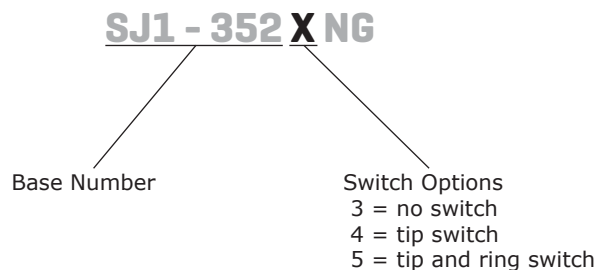 SJ1 - 352 X NG
Base Number
Switch Options
3 = no switch
4 = tip switch
5 = tip and ring switch